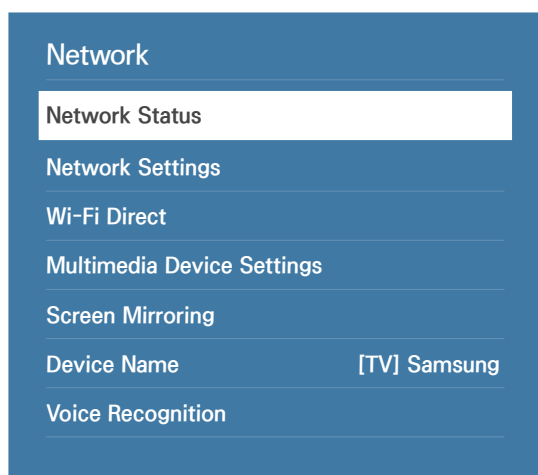 Network
Network Status
Network Settings
Wi-Fi Direct
Multimedia Device Settings
Screen Mirroring
Device Name [TV] Samsung
Voice Recognition